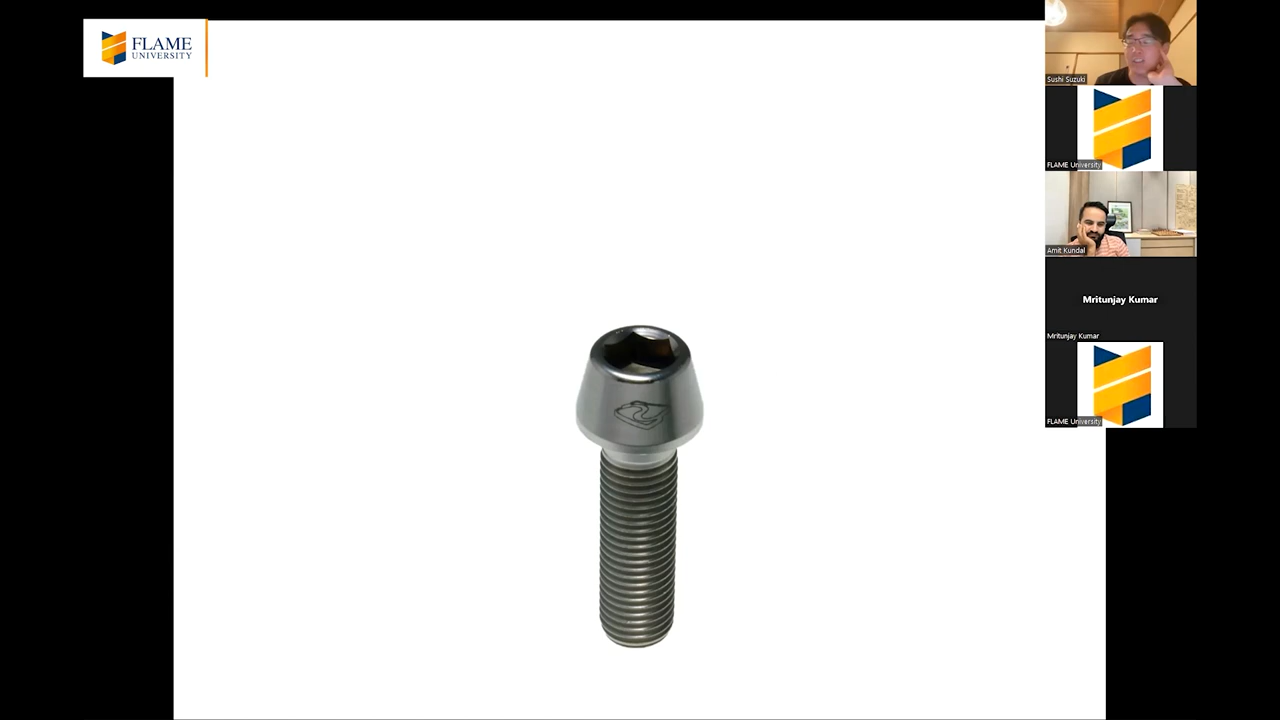 FLAME
UNIVERSITY
Sushi Suzuki
FLAME University
Amit Kundal
Mritunjay Kumar
Mritunjay Kumar
FLAME University